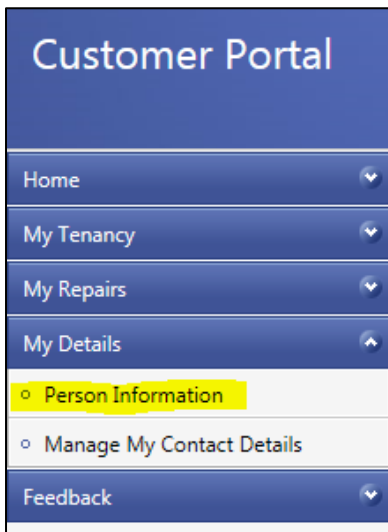 Customer Portal
Home
My Tenancy
My Repairs
My Details
Person Information
Manage My Contact Details
Feedback